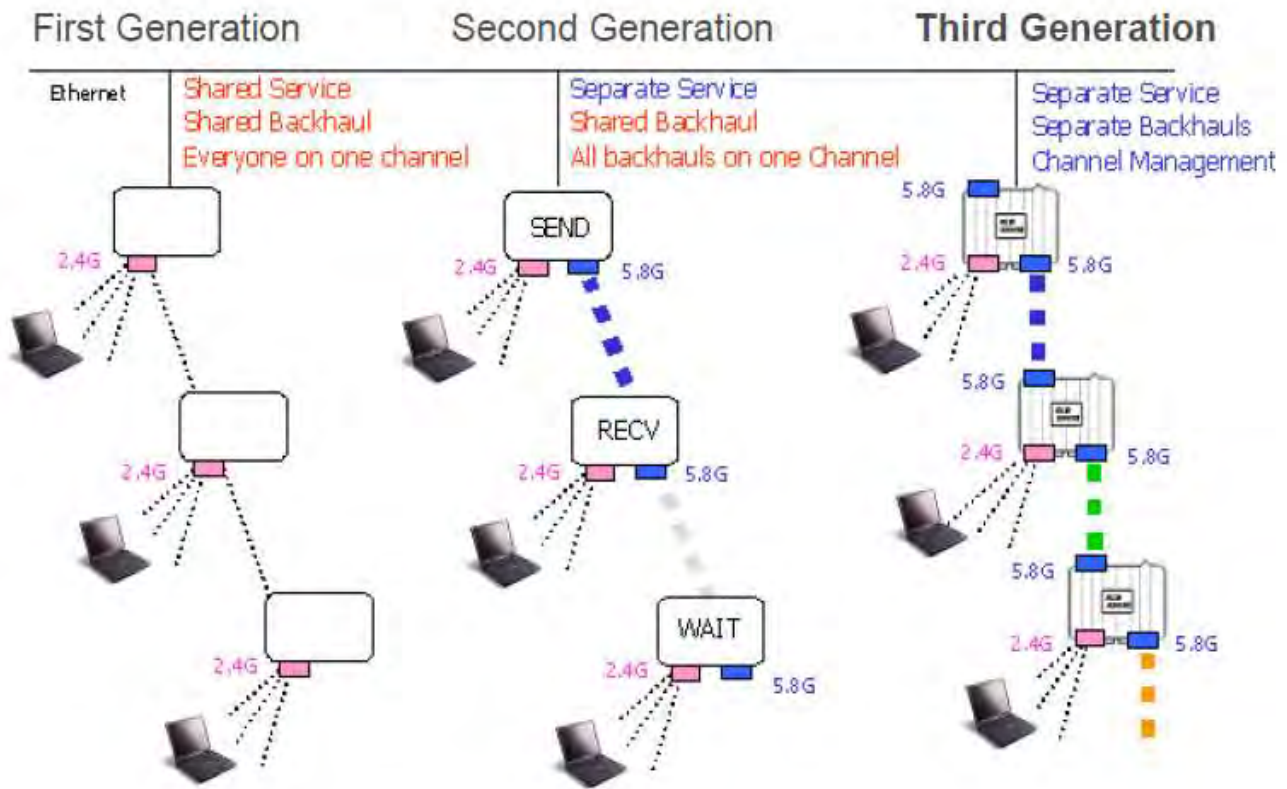 First Generation
Second Generation
Third Generation
Ethernet
Shared Service
Shared Backhaul
Everyone on one channel
Separate Service
Shared Backhaul
All backhauls on one Channel
Separate Service
Separate Backhauls
Channel Management
2.4G
2.4G
2.4G
SEND
2.4G
5.8G
RECV
2.4G
5.8G
WAIT
2.4G
5.8G
5.8G
2.4G
5.8G
5.8G
2.4G
5.8G
5.8G
2.4G
5.8G